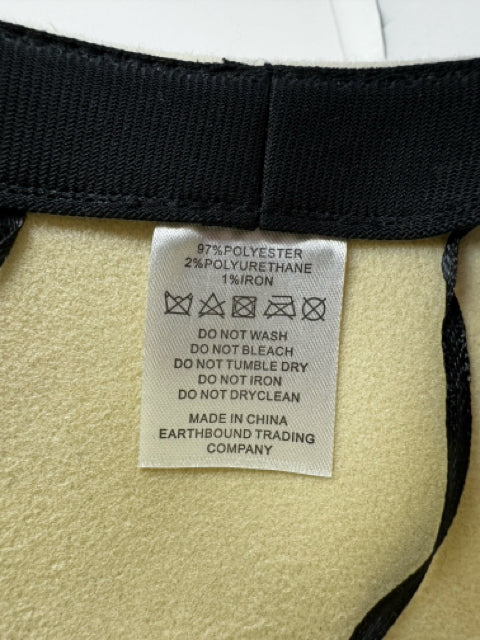 97%POLYESTER
2%POLYURETHANE
1%IRON
DO NOT WASH
DO NOT BLEACH
DO NOT TUMBLE DRY
DO NOT IRON
DO NOT DRYCLEAN
MADE IN CHINA
EARTHBOUND TRADING
COMPANY